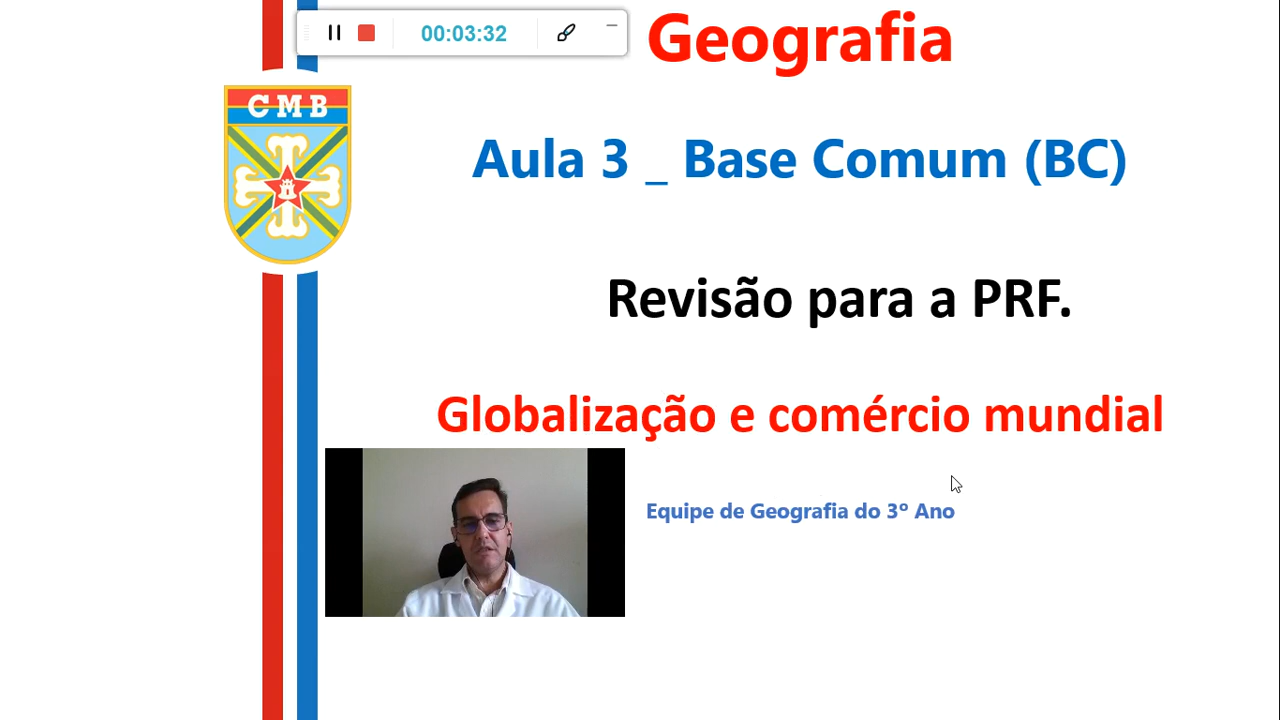 00:03:32
Geografia
CMB
Aula 3 _ Base Comum (BC)
Revisão para a PRF.
Globalização e comércio mundial
Equipe de Geografia do 3º Ano